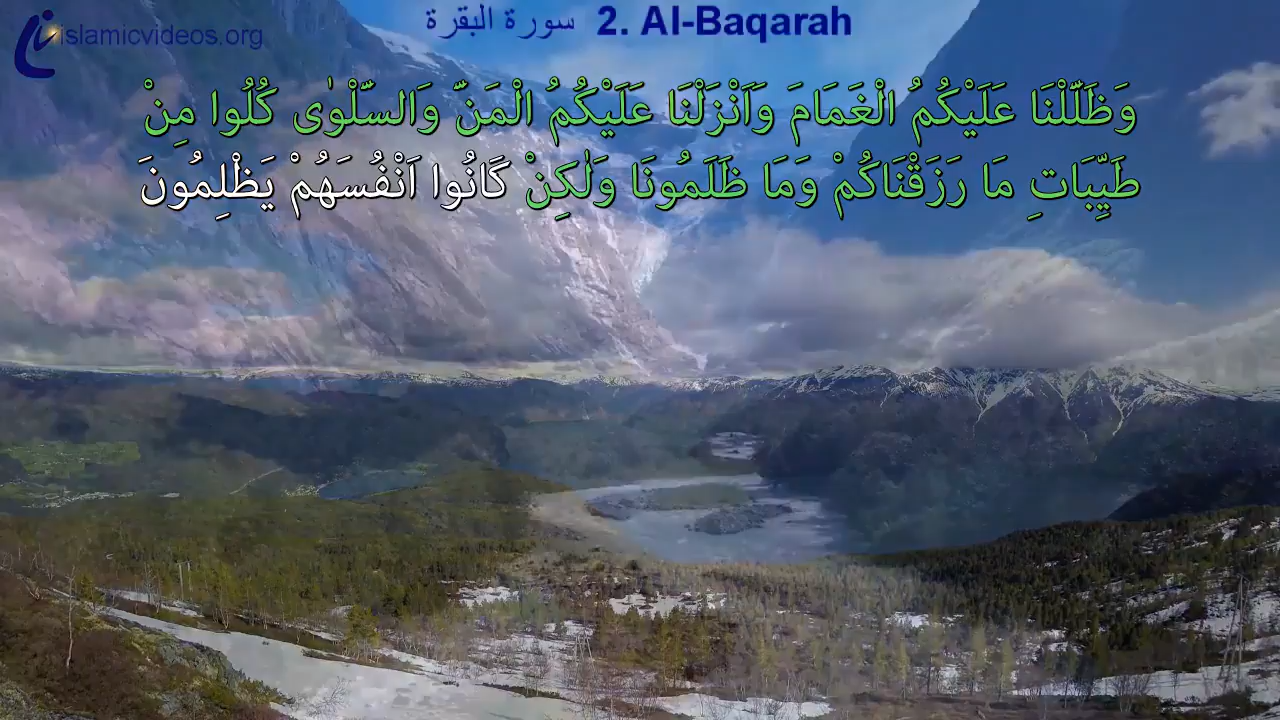 islamicvideos.org
سورة البقرة 2. Al-Baqarah
وَظَلَّلْنَا عَلَيْكُمُ الْغَمَامَ وَاَنْزَلْنَا عَلَيْكُمُ الْمَنَّ وَالسَّلْوٰى كُلُوا مِنْ
طَيِّبَاتِ مَا رَزَقْنَاكُمْ وَمَا ظَلَمُونَا وَلٰكِنْ كَانُوا اَنْفُسَهُمْ يَظْلِمُونَ